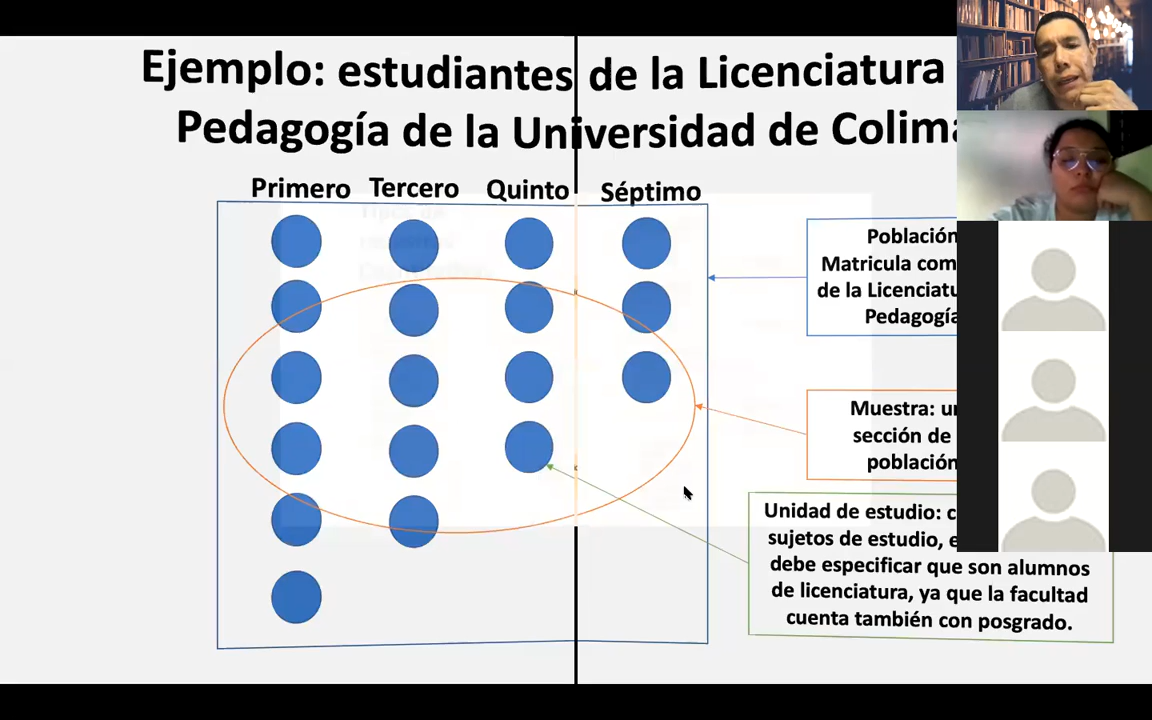 Ejemplo: estudiantes de la Licenciatura
Pedagogía de la Universidad de Colima
Primero Tercero Quinto Séptimo
Población
Matricula com
de la Licenciatu
Pedagogía
Muestra: un
sección de
población
Unidad de estudio: c
sujetos de estudio, e
debe especificar que son alumnos
de licenciatura, ya que la facultad
cuenta también con posgrado.